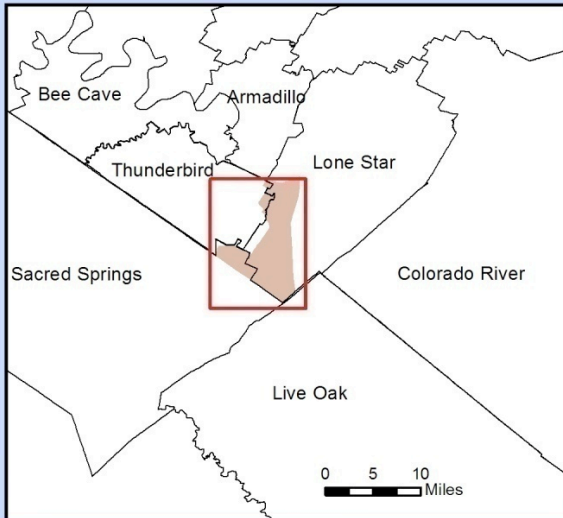 Bee Cave
Armadillo
Thunderbird
Lone Star
Sacred Springs
Colorado River
Live Oak
0 5 10
Miles